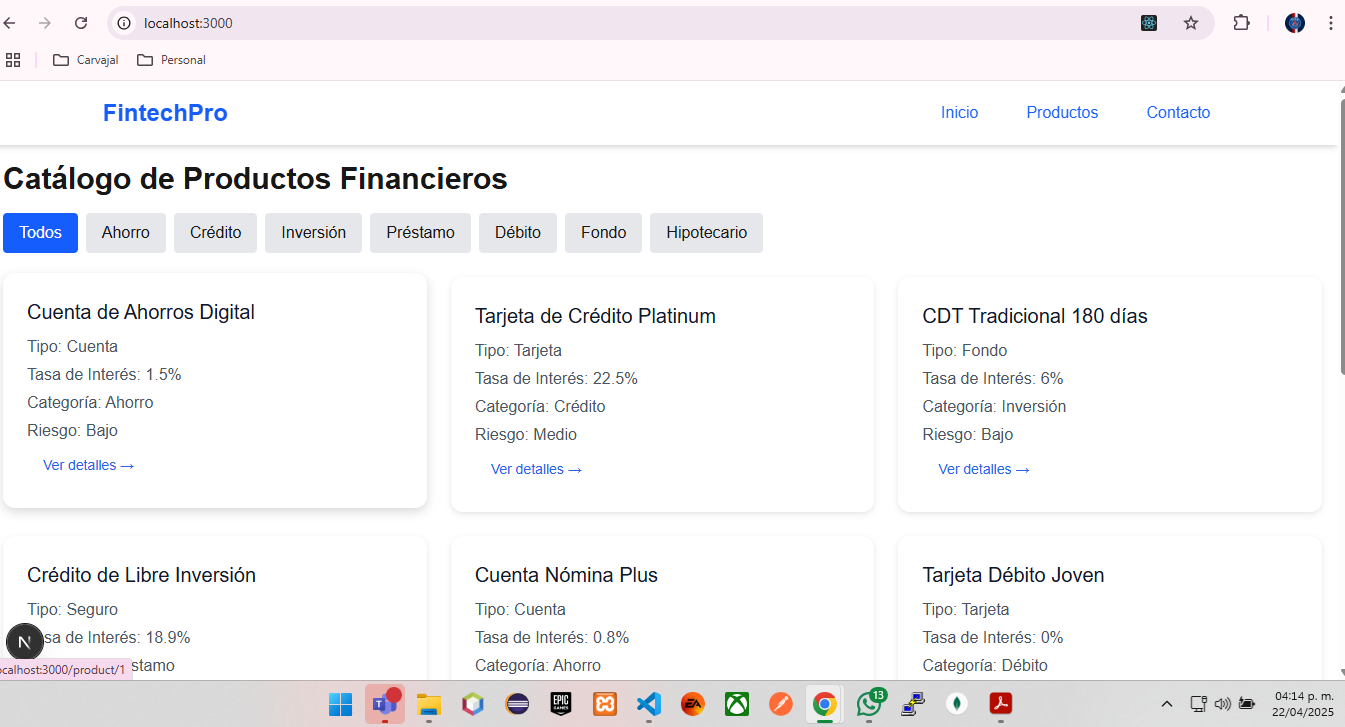 localhost:3000
Carvajal Personal
FintechPro Inicio Productos Contacto
Catálogo de Productos Financieros
Todos Ahorro Crédito Inversión Préstamo Débito Fondo Hipotecario
Cuenta de Ahorros Digital
Tipo: Cuenta
Tasa de Interés: 1.5%
Categoría: Ahorro
Riesgo: Bajo
Ver detalles →
Tarjeta de Crédito Platinum
Tipo: Tarjeta
Tasa de Interés: 22.5%
Categoría: Crédito
Riesgo: Medio
Ver detalles →
CDT Tradicional 180 días
Tipo: Fondo
Tasa de Interés: 6%
Categoría: Inversión
Riesgo: Bajo
Ver detalles →
Crédito de Libre Inversión
Tipo: Seguro
asa de Interés: 18.9%
stamo
Cuenta Nómina Plus
Tipo: Cuenta
Tasa de Interés: 0.8%
Categoría: Ahorro
Tarjeta Débito Joven
Tipo: Tarjeta
Tasa de Interés: 0%
Categoría: Débito
N
ocalhost:3000/product/1
EPIC
GAMES
EA
13
04:14 p. m.
22/04/2025